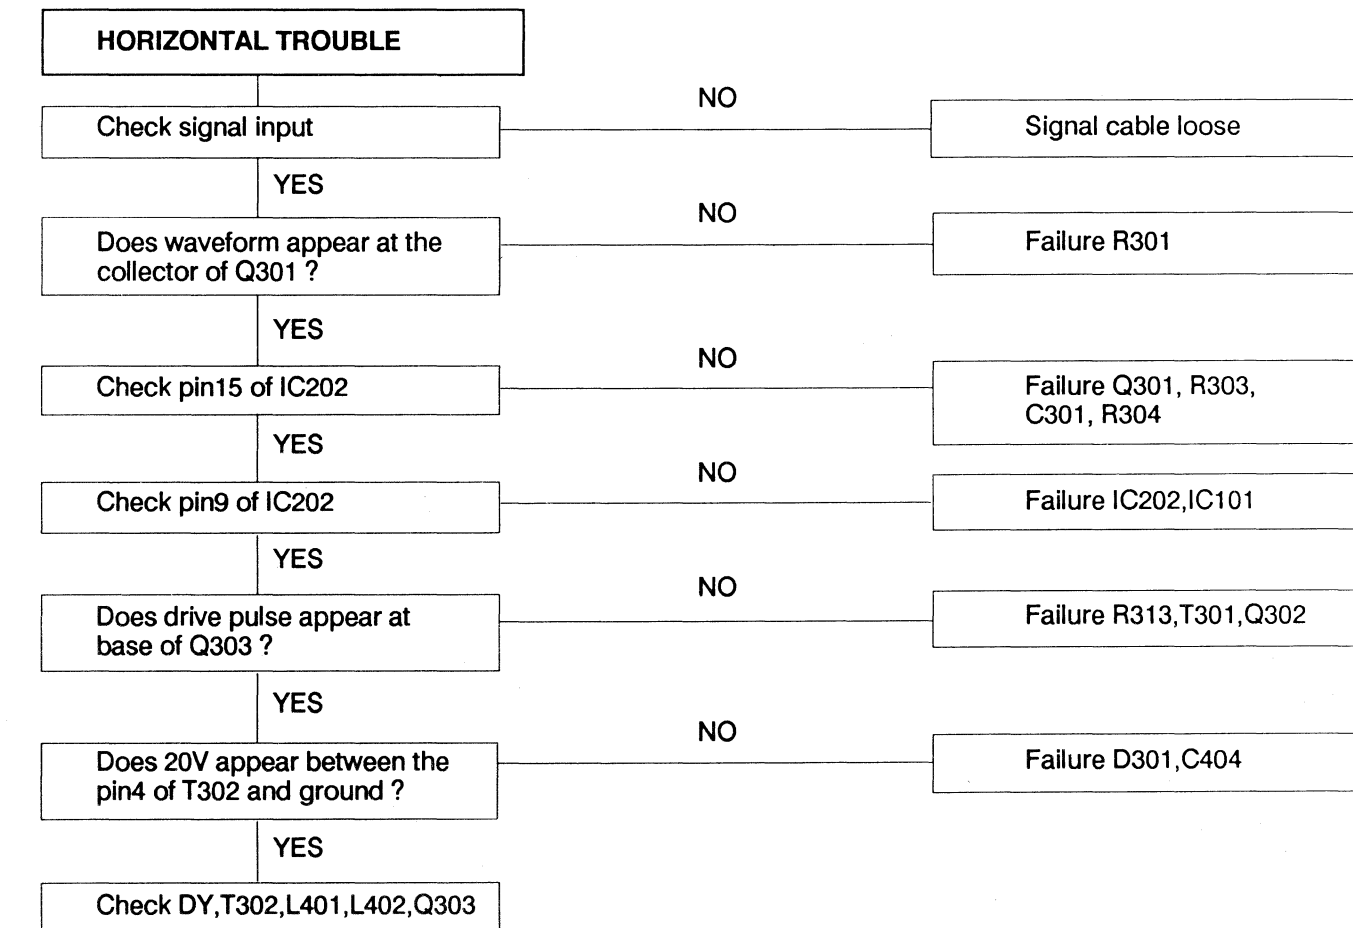 HORIZONTAL TROUBLE
NO
Check signal input
Signal cable loose
YES
NO
Does waveform appear at the
collector of Q301 ?
Failure R301
YES
NO
Check pin15 of IC202
Failure Q301, R303,
C301, R304
YES
NO
Check pin9 of IC202
Failure IC202,IC101
YES
NO
Does drive pulse appear at
base of Q303 ?
Failure R313,T301,Q302
YES
NO
Does 20V appear between the
pin4 of T302 and ground ?
Failure D301,C404
YES
Check DY,T302,L401,L402,Q303